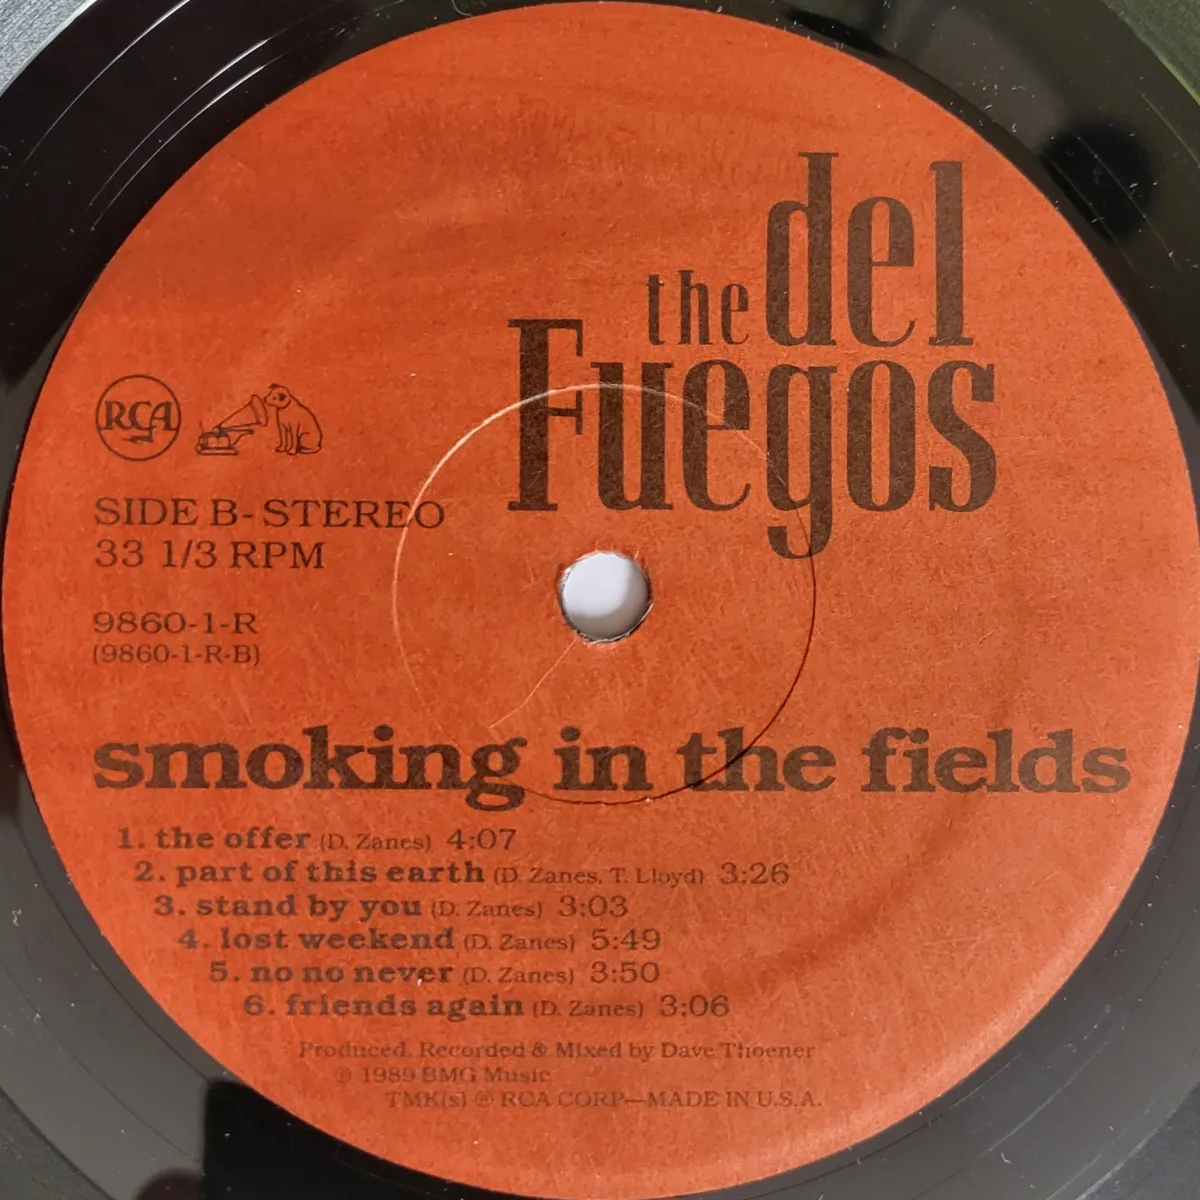 the del
Fuegos
RCA
SIDE B-STEREO
33 1/3 RPM
9860-1-R
(9860-1-R-B)
smoking in the fields
1. the offer (D. Zanes) 4:07
2. part of this earth (D. Zanes, T. Lloyd) 3:26
3. stand by you (D. Zanes) 3:03
4. lost weekend (D. Zanes) 5:49
5. no no never (D. Zanes) 3:50
6. friends again (D. Zanes) 3:06
Produced, Recorded & Mixed by Dave Thoener
℗ 1989 BMG Music
TMK(s) ® RCA CORP—MADE IN U.S.A.